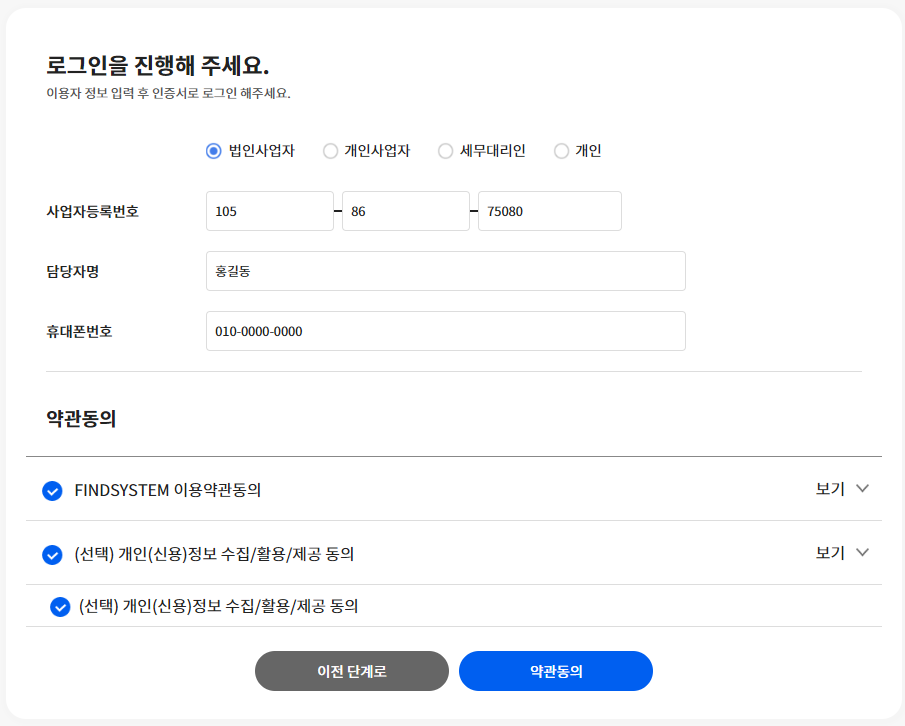 로그인을 진행해 주세요.
이용자 정보 입력 후 인증서로 로그인 해주세요.
법인사업자 개인사업자 세무대리인 개인
사업자등록번호 105 - 86 - 75080
담당자명 홍길동
휴대폰번호 010-0000-0000
약관동의
FINDSYSTEM 이용약관동의 보기
(선택) 개인(신용)정보 수집/활용/제공 동의 보기
(선택) 개인(신용)정보 수집/활용/제공 동의
이전 단계로 약관동의